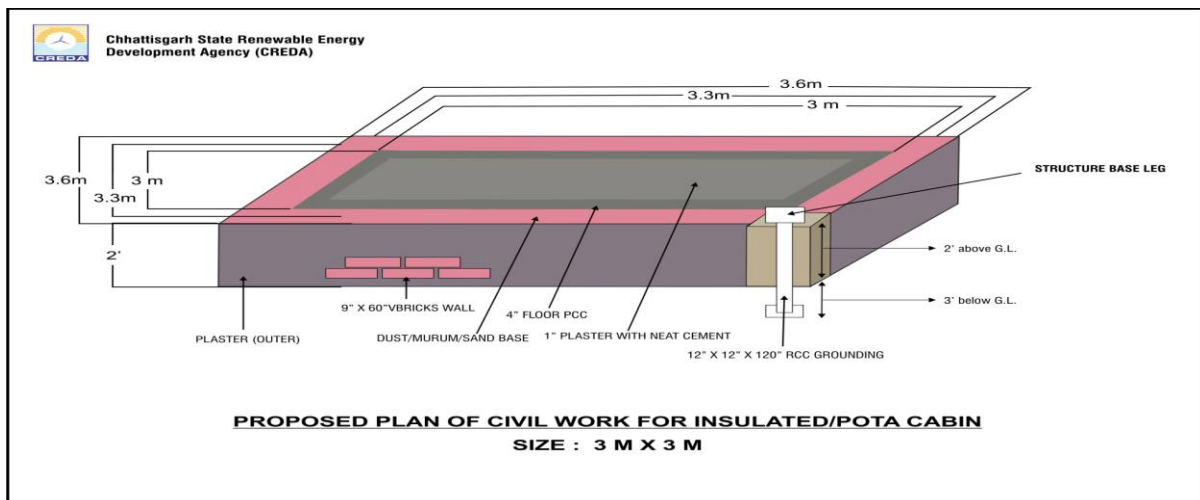 Chhattisgarh State Renewable Energy
Development Agency (CREDA)
CREDA
3.6m
3.3m
3 m
3.6m
3 m
3.3m
2'
STRUCTURE BASE LEG
2' above G.L.
3' below G.L.
9" X 60"VBRICKS WALL
4" FLOOR PCC
PLASTER (OUTER)
DUST/MURUM/SAND BASE
1" PLASTER WITH NEAT CEMENT
12" X 12" X 120" RCC GROUNDING
PROPOSED PLAN OF CIVIL WORK FOR INSULATED/POTA CABIN
SIZE : 3 M X 3 M